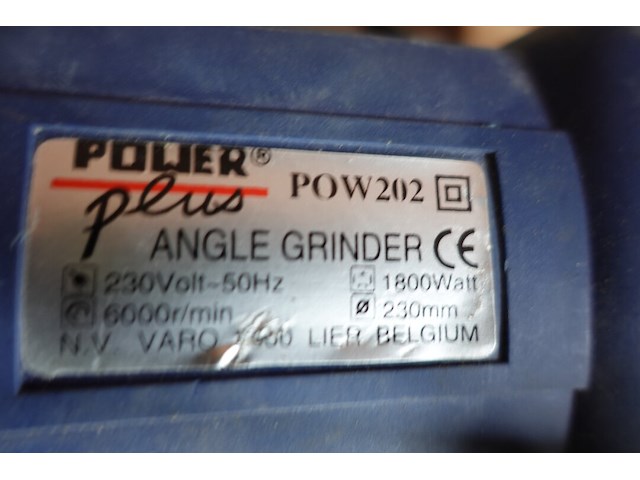 POWER®
plus POW202
ANGLE GRINDER CE
230Volt~50Hz 1800Watt
6000r/min Ø 230mm
N.V VARO LIER BELGIUM